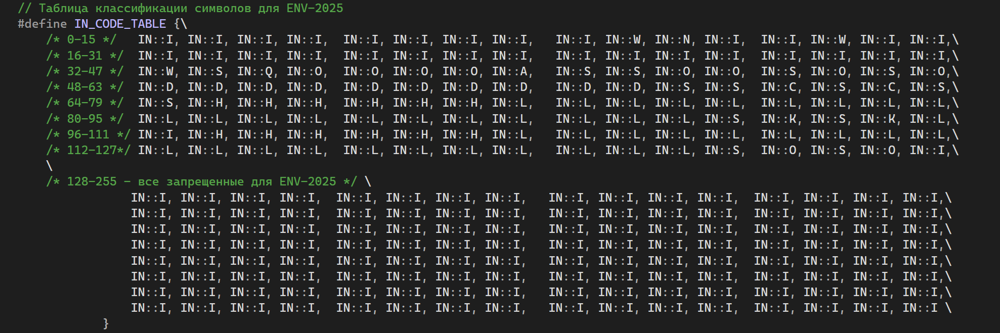 // Таблица классификации символов для ENV-2025
#define IN_CODE_TABLE {\
/* 0-15 */ IN::I, IN::I, IN::I, IN::I, IN::I, IN::I, IN::I, IN::I, IN::I, IN::W, IN::N, IN::I, IN::I, IN::W, IN::I, IN::I,\
/* 16-31 */ IN::I, IN::I, IN::I, IN::I, IN::I, IN::I, IN::I, IN::I, IN::I, IN::I, IN::I, IN::I, IN::I, IN::I, IN::I, IN::I,\
/* 32-47 */ IN::W, IN::S, IN::Q, IN::O, IN::O, IN::O, IN::O, IN::A, IN::S, IN::S, IN::O, IN::O, IN::S, IN::O, IN::S, IN::O,\
/* 48-63 */ IN::D, IN::D, IN::D, IN::D, IN::D, IN::D, IN::D, IN::D, IN::D, IN::D, IN::S, IN::S, IN::C, IN::S, IN::C, IN::S,\
/* 64-79 */ IN::S, IN::H, IN::H, IN::H, IN::H, IN::H, IN::H, IN::L, IN::L, IN::L, IN::L, IN::L, IN::L, IN::L, IN::L, IN::L,\
/* 80-95 */ IN::L, IN::L, IN::L, IN::L, IN::L, IN::L, IN::L, IN::L, IN::L, IN::L, IN::L, IN::S, IN::K, IN::S, IN::K, IN::L,\
/* 96-111 */ IN::I, IN::H, IN::H, IN::H, IN::H, IN::H, IN::H, IN::L, IN::L, IN::L, IN::L, IN::L, IN::L, IN::L, IN::L, IN::L,\
/* 112-127*/ IN::L, IN::L, IN::L, IN::L, IN::L, IN::L, IN::L, IN::L, IN::L, IN::L, IN::L, IN::S, IN::O, IN::S, IN::O, IN::I,\
\
/* 128-255 - все запрещенные для ENV-2025 */ \
IN::I, IN::I, IN::I, IN::I, IN::I, IN::I, IN::I, IN::I, IN::I, IN::I, IN::I, IN::I, IN::I, IN::I, IN::I, IN::I,\
IN::I, IN::I, IN::I, IN::I, IN::I, IN::I, IN::I, IN::I, IN::I, IN::I, IN::I, IN::I, IN::I, IN::I, IN::I, IN::I,\
IN::I, IN::I, IN::I, IN::I, IN::I, IN::I, IN::I, IN::I, IN::I, IN::I, IN::I, IN::I, IN::I, IN::I, IN::I, IN::I,\
IN::I, IN::I, IN::I, IN::I, IN::I, IN::I, IN::I, IN::I, IN::I, IN::I, IN::I, IN::I, IN::I, IN::I, IN::I, IN::I,\
IN::I, IN::I, IN::I, IN::I, IN::I, IN::I, IN::I, IN::I, IN::I, IN::I, IN::I, IN::I, IN::I, IN::I, IN::I, IN::I,\
IN::I, IN::I, IN::I, IN::I, IN::I, IN::I, IN::I, IN::I, IN::I, IN::I, IN::I, IN::I, IN::I, IN::I, IN::I, IN::I,\
IN::I, IN::I, IN::I, IN::I, IN::I, IN::I, IN::I, IN::I, IN::I, IN::I, IN::I, IN::I, IN::I, IN::I, IN::I, IN::I,\
IN::I, IN::I, IN::I, IN::I, IN::I, IN::I, IN::I, IN::I, IN::I, IN::I, IN::I, IN::I, IN::I, IN::I, IN::I, IN::I \
}